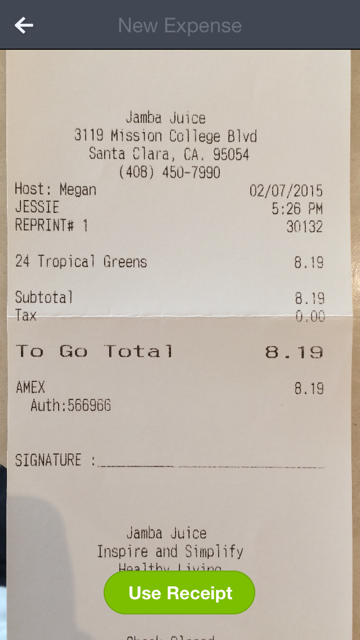 New Expense
Jamba Juice
3119 Mission College Blvd
Santa Clara, CA. 95054
(408) 450-7990
Host: Megan 02/07/2015
JESSIE 5:26 PM
REPRINT# 1 30132
24 Tropical Greens 8.19
Subtotal 8.19
Tax 0.00
To Go Total 8.19
AMEX 8.19
Auth:566966
SIGNATURE :
Jamba Juice
Inspire and Simplify
Healthy Living
Use Receipt